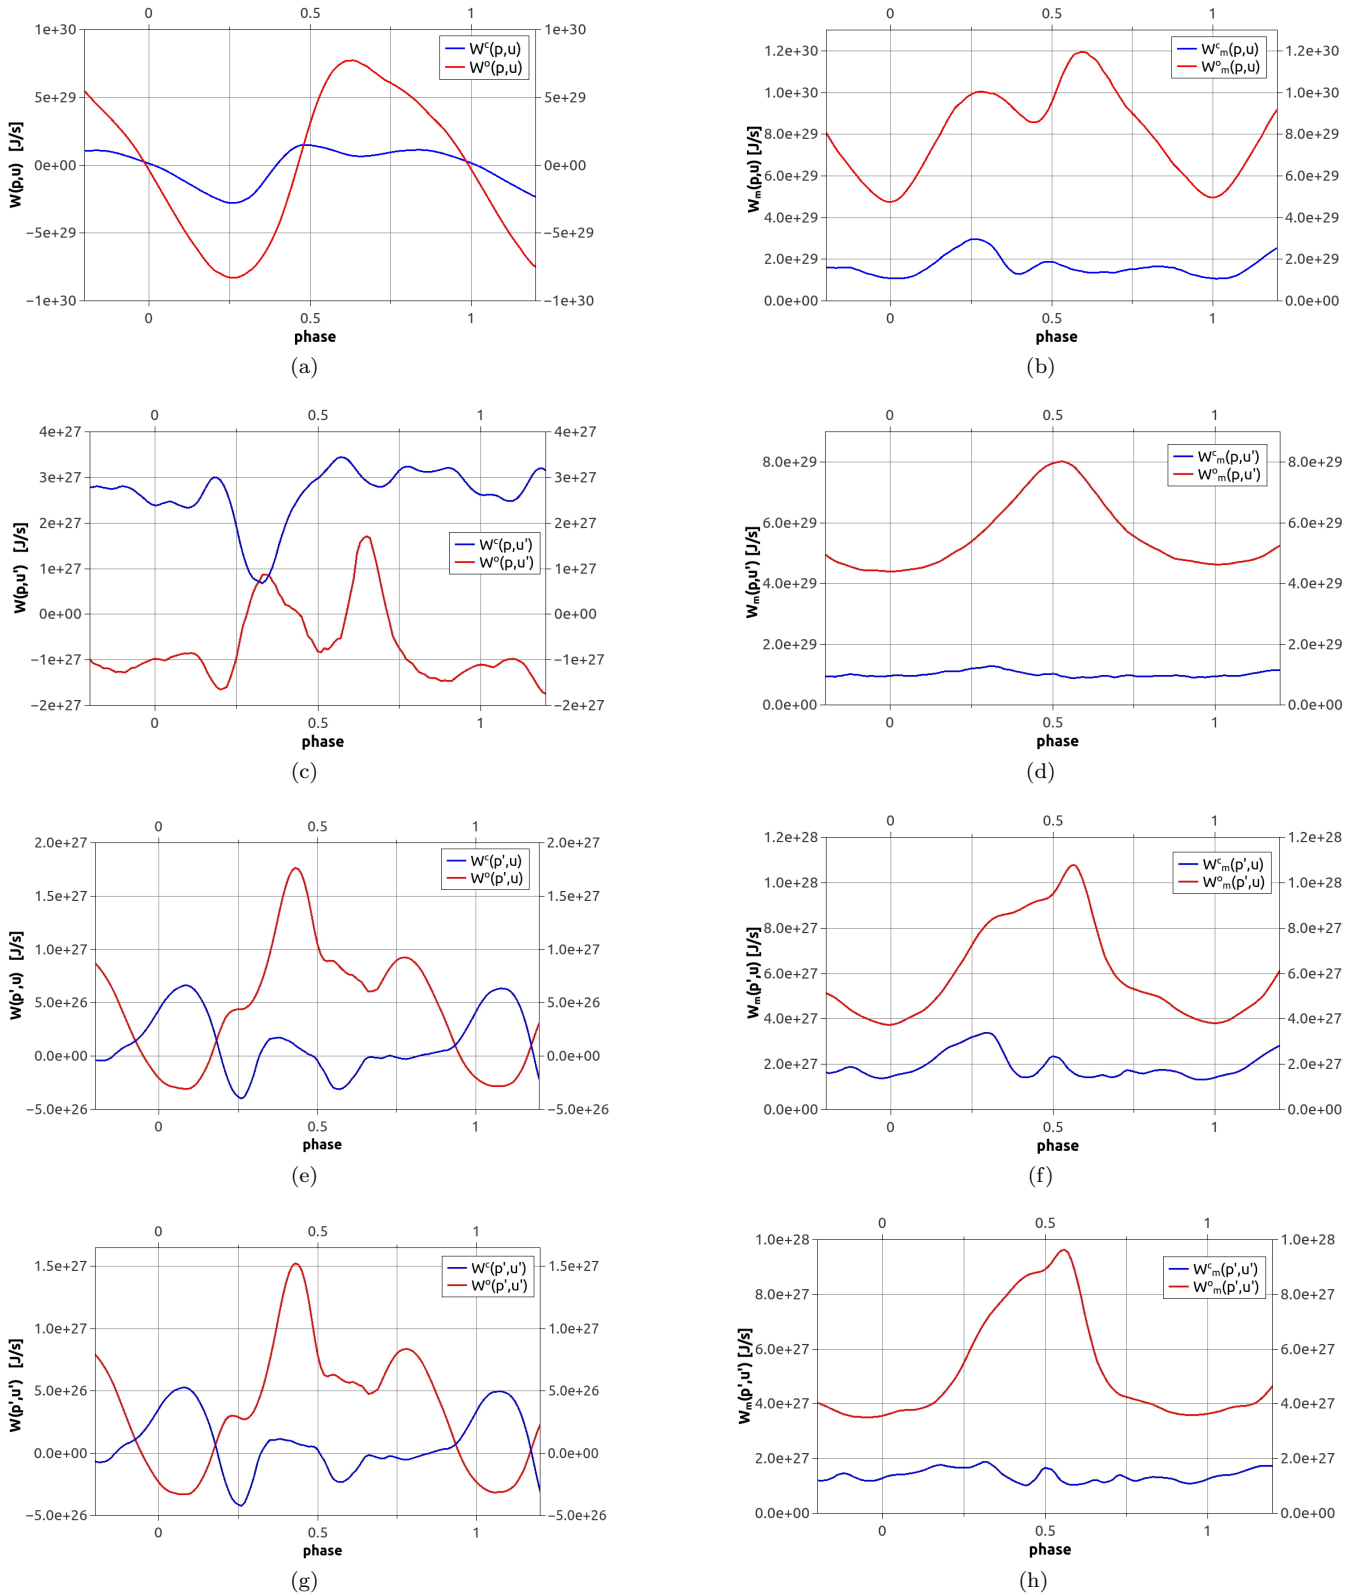 0 0.5 1
1e+30 1e+30
5e+29 5e+29
0e+00 0e+00
−5e+29 −5e+29
−1e+30 −1e+30
W(p,u) [J/s]
Wᶜ(p,u)
Wᵒ(p,u)
0 0.5 1
phase
(a)
0 0.5 1
1.2e+30 1.2e+30
1.0e+30 1.0e+30
8.0e+29 8.0e+29
6.0e+29 6.0e+29
4.0e+29 4.0e+29
2.0e+29 2.0e+29
0.0e+00 0.0e+00
Wₘ(p,u) [J/s]
Wᶜₘ(p,u)
Wᵒₘ(p,u)
0 0.5 1
phase
(b)
0 0.5 1
4e+27 4e+27
3e+27 3e+27
2e+27 2e+27
1e+27 1e+27
0e+00 0e+00
−1e+27 −1e+27
−2e+27 −2e+27
W(p,u') [J/s]
Wᶜ(p,u')
Wᵒ(p,u')
0 0.5 1
phase
(c)
0 0.5 1
8.0e+29 8.0e+29
6.0e+29 6.0e+29
4.0e+29 4.0e+29
2.0e+29 2.0e+29
0.0e+00 0.0e+00
Wₘ(p,u') [J/s]
Wᶜₘ(p,u')
Wᵒₘ(p,u')
0 0.5 1
phase
(d)
0 0.5 1
2.0e+27 2.0e+27
1.5e+27 1.5e+27
1.0e+27 1.0e+27
5.0e+26 5.0e+26
0.0e+00 0.0e+00
−5.0e+26 −5.0e+26
W(p',u) [J/s]
Wᶜ(p',u)
Wᵒ(p',u)
0 0.5 1
phase
(e)
0 0.5 1
1.2e+28 1.2e+28
1.0e+28 1.0e+28
8.0e+27 8.0e+27
6.0e+27 6.0e+27
4.0e+27 4.0e+27
2.0e+27 2.0e+27
0.0e+00 0.0e+00
Wₘ(p',u) [J/s]
Wᶜₘ(p',u)
Wᵒₘ(p',u)
0 0.5 1
phase
(f)
0 0.5 1
1.5e+27 1.5e+27
1.0e+27 1.0e+27
5.0e+26 5.0e+26
0.0e+00 0.0e+00
−5.0e+26 −5.0e+26
W(p',u') [J/s]
Wᶜ(p',u')
Wᵒ(p',u')
0 0.5 1
phase
(g)
0 0.5 1
1.0e+28 1.0e+28
8.0e+27 8.0e+27
6.0e+27 6.0e+27
4.0e+27 4.0e+27
2.0e+27 2.0e+27
0.0e+00 0.0e+00
Wₘ(p',u') [J/s]
Wᶜₘ(p',u')
Wᵒₘ(p',u')
0 0.5 1
phase
(h)